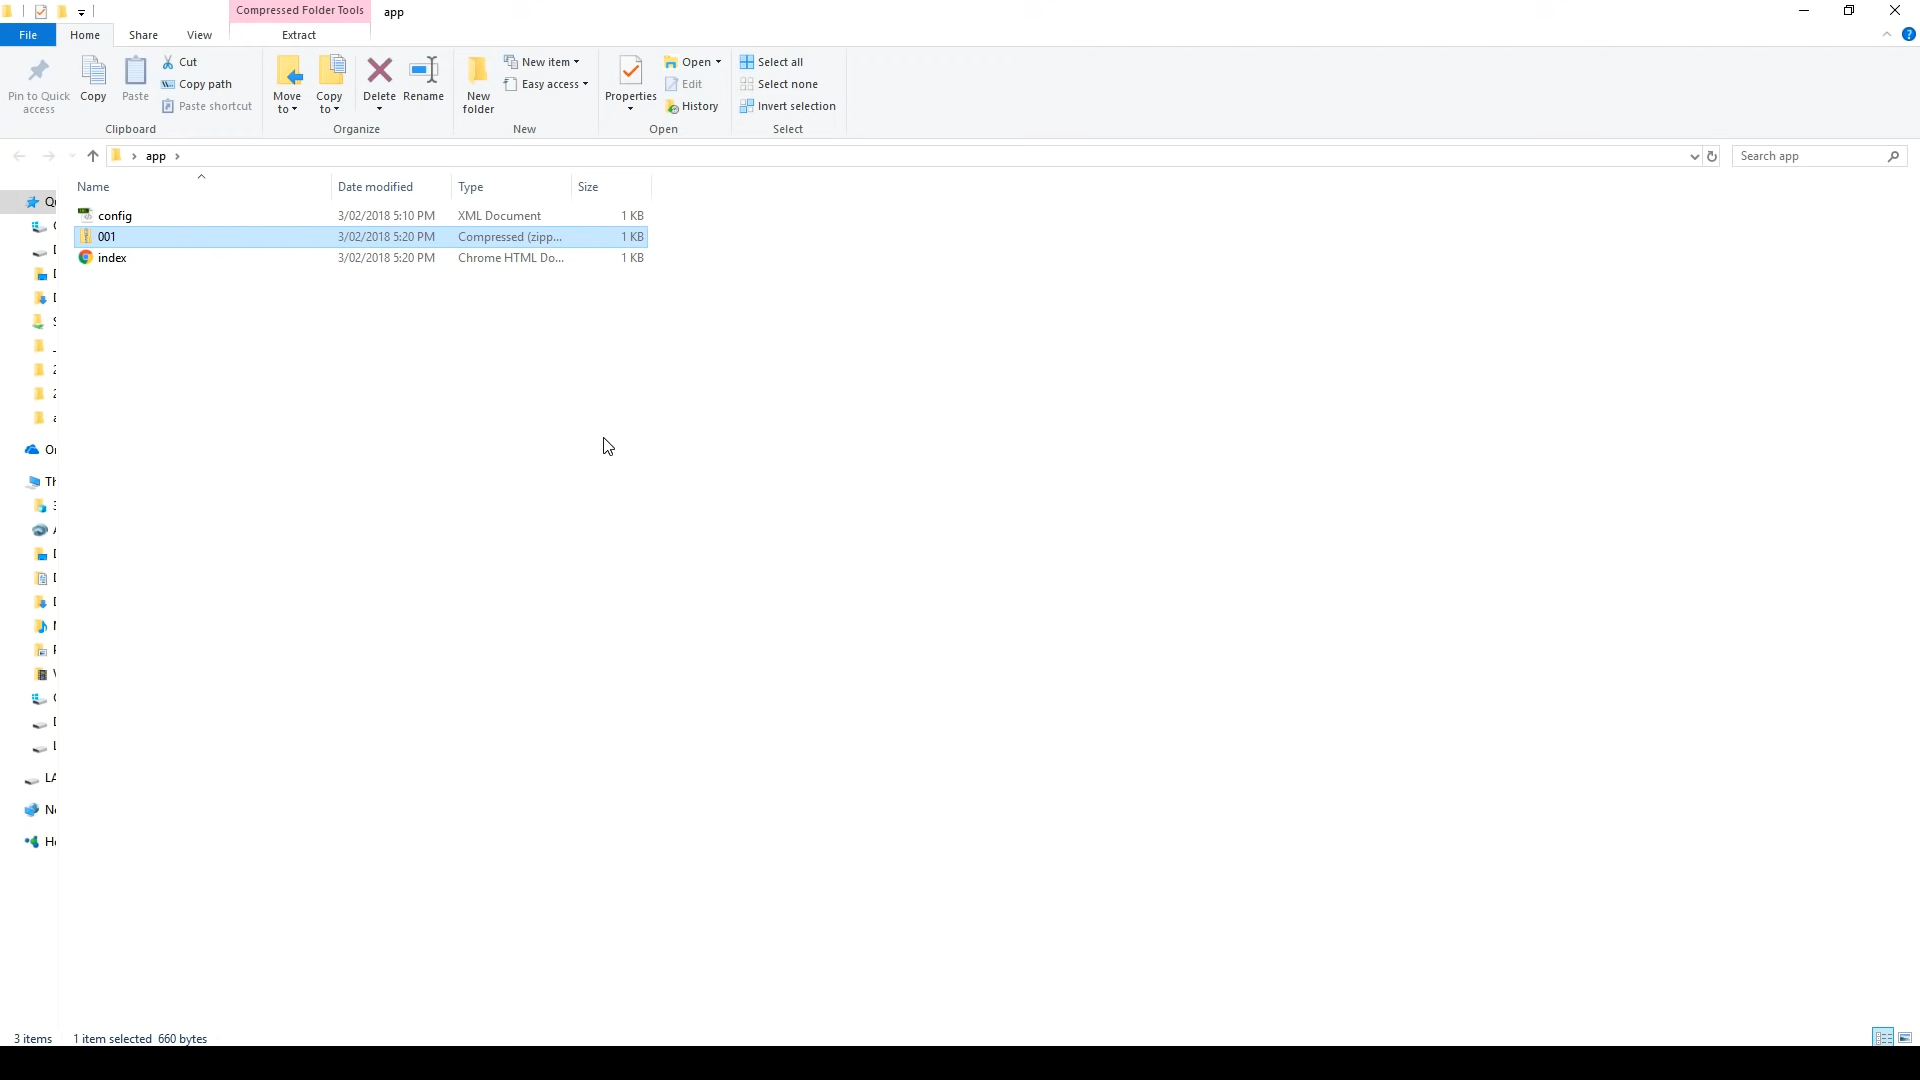 Compressed Folder Tools
app
File
Home
Share
View
Extract
Pin to Quick access
Copy
Paste
Cut
Copy path
Paste shortcut
Clipboard
Move to
Copy to
Delete
Rename
Organize
New folder
New item
Easy access
New
Properties
Open
Edit
History
Open
Select all
Select none
Invert selection
Select
app
Search app
Name
Date modified
Type
Size
config 3/02/2018 5:10 PM XML Document 1 KB
001 3/02/2018 5:20 PM Compressed (zipp... 1 KB
index 3/02/2018 5:20 PM Chrome HTML Do... 1 KB
3 items 1 item selected 660 bytes